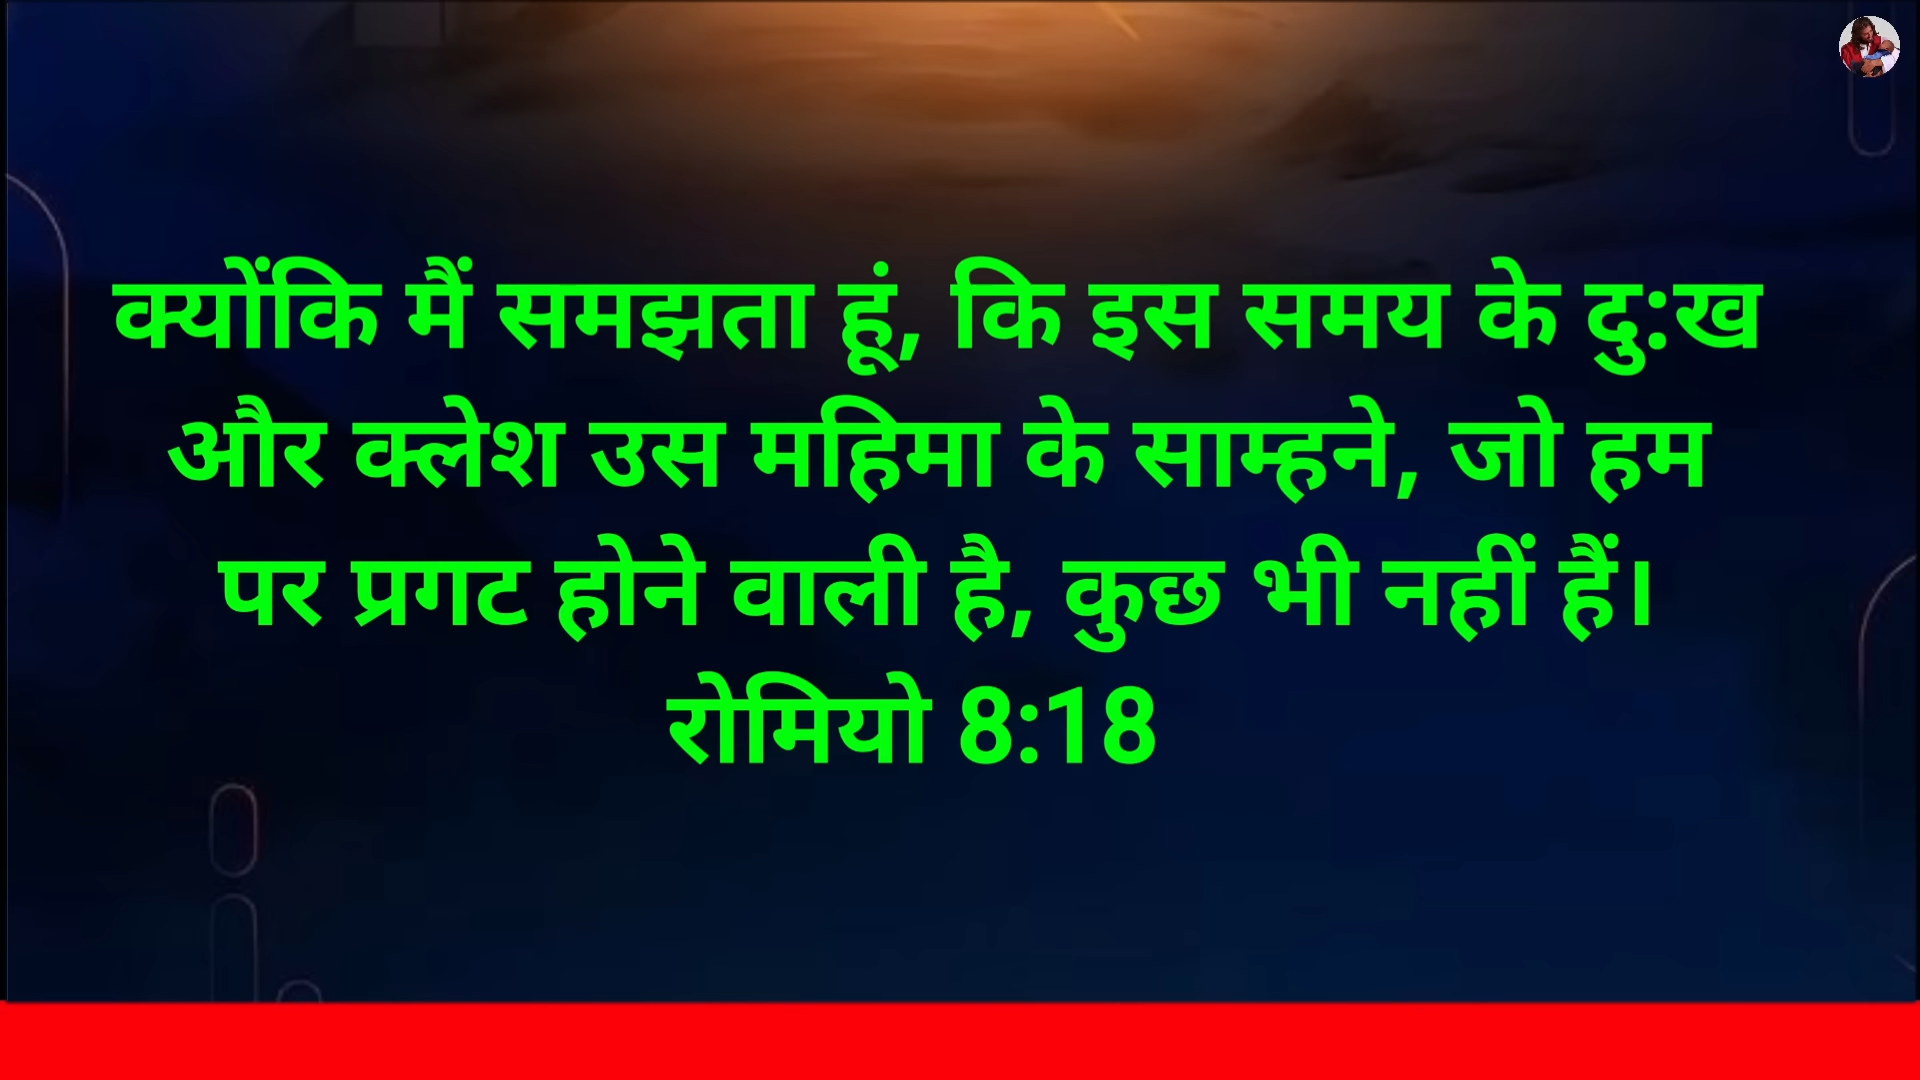 क्योंकि मैं समझता हूं, कि इस समय के दु:ख
और क्लेश उस महिमा के साम्हने, जो हम
पर प्रगट होने वाली है, कुछ भी नहीं हैं।
रोमियो 8:18